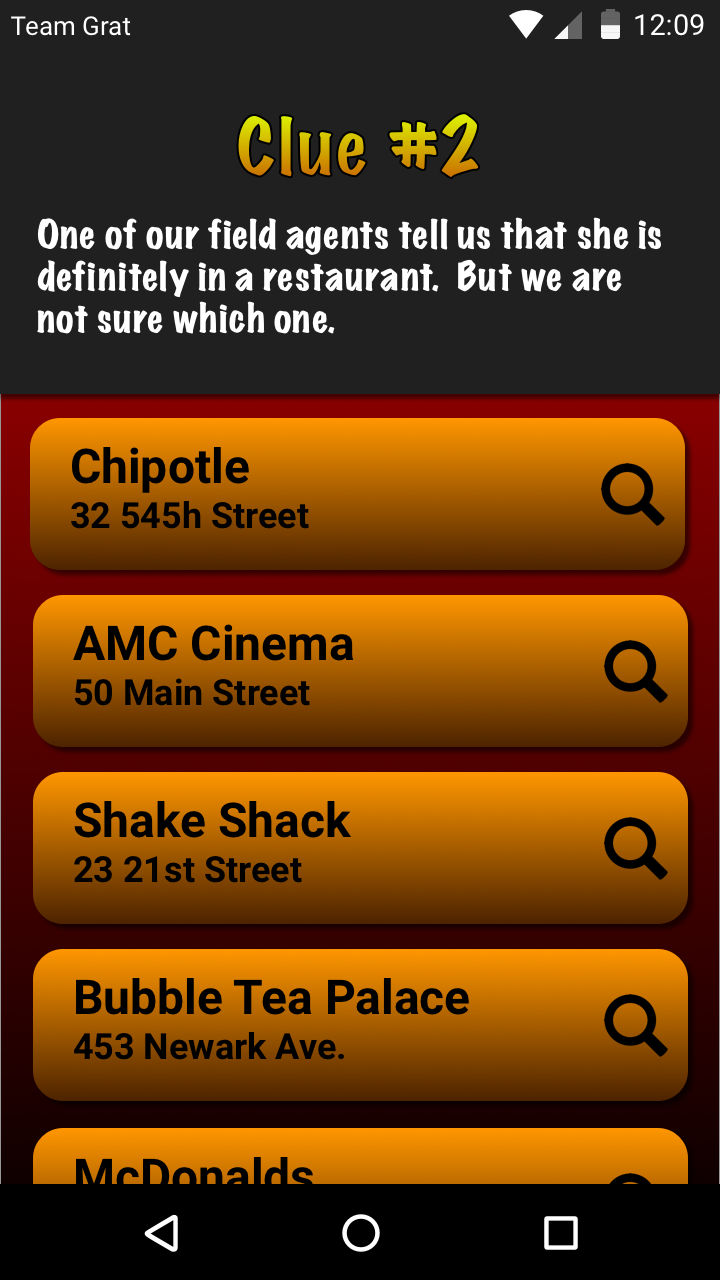 Team Grat
12:09
Clue #2
One of our field agents tell us that she is
definitely in a restaurant.  But we are
not sure which one.
Chipotle
32 545h Street
AMC Cinema
50 Main Street
Shake Shack
23 21st Street
Bubble Tea Palace
453 Newark Ave.
McDonalds